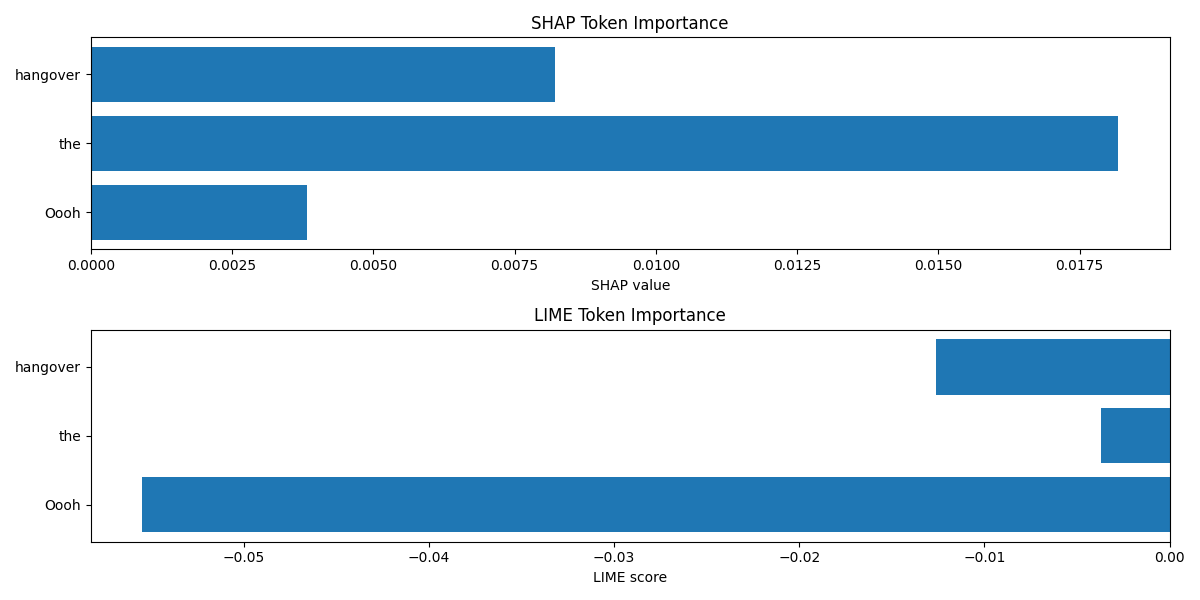 SHAP Token Importance
hangover
the
Oooh
0.0000 0.0025 0.0050 0.0075 0.0100 0.0125 0.0150 0.0175
SHAP value
LIME Token Importance
hangover
the
Oooh
−0.05 −0.04 −0.03 −0.02 −0.01 0.00
LIME score